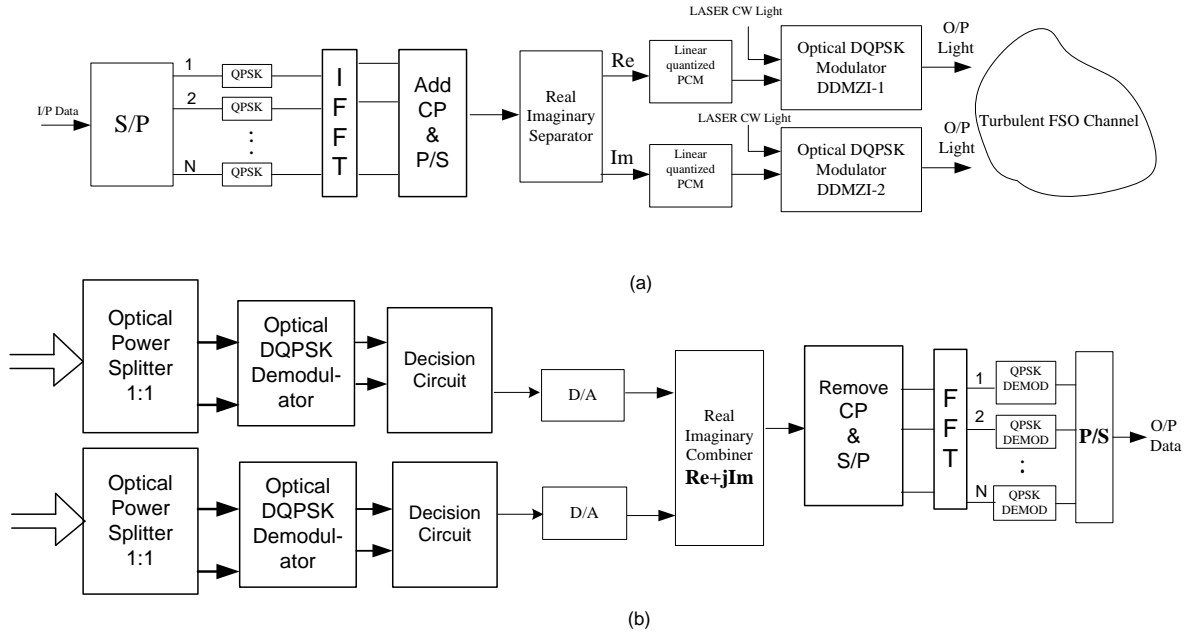 I/P Data
S/P
1
2
N
QPSK
QPSK
QPSK
I
F
F
T
Add
CP
&
P/S
Real
Imaginary
Separator
Re
Im
Linear
quantized
PCM
Linear
quantized
PCM
LASER CW Light
LASER CW Light
Optical DQPSK
Modulator
DDMZI-1
Optical DQPSK
Modulator
DDMZI-2
O/P
Light
O/P
Light
Turbulent FSO Channel
(a)
Optical
Power
Splitter
1:1
Optical
DQPSK
Demodul-
ator
Decision
Circuit
D/A
Optical
Power
Splitter
1:1
Optical
DQPSK
Demodul-
ator
Decision
Circuit
D/A
Real
Imaginary
Combiner
Re+jIm
Remove
CP
&
S/P
F
F
T
1
2
N
QPSK
DEMOD
QPSK
DEMOD
QPSK
DEMOD
P/S
O/P
Data
(b)